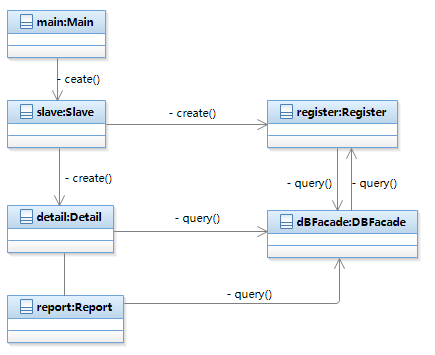 main:Main
- ceate()
slave:Slave
- create()
register:Register
- create()
- query()
- query()
detail:Detail
- query()
dBFacade:DBFacade
- query()
report:Report